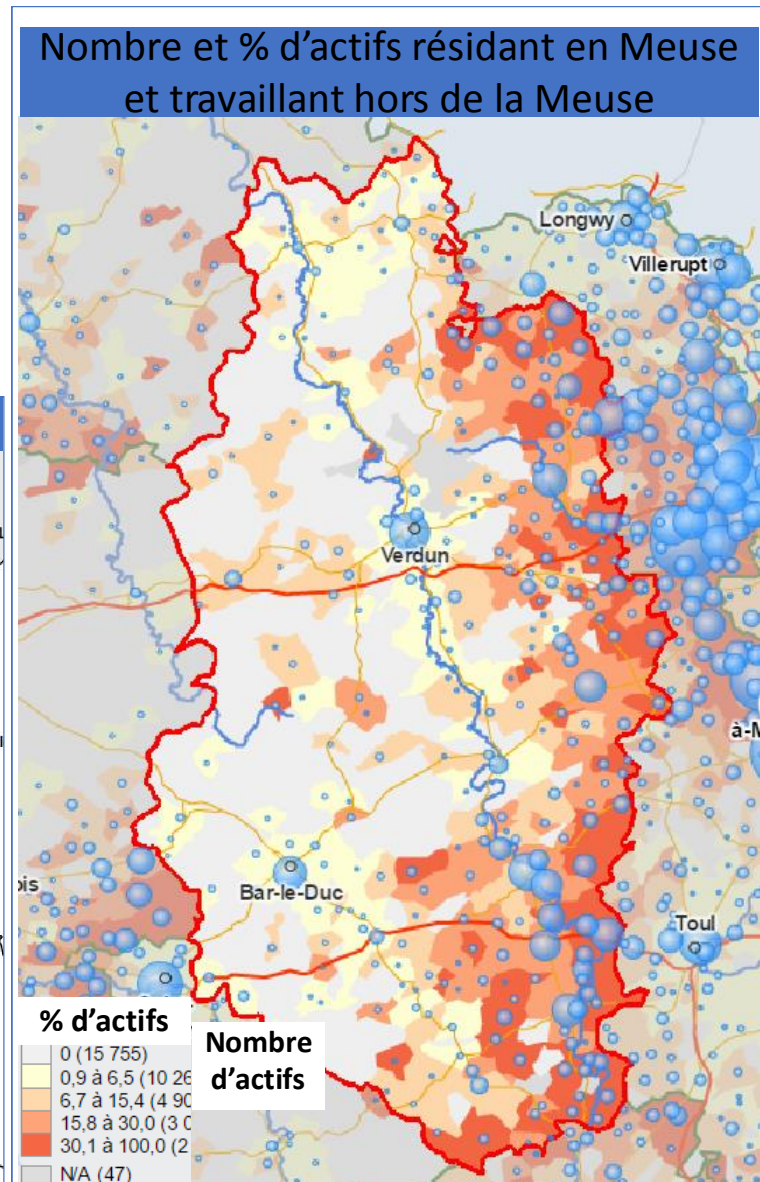 Nombre et % d'actifs résidant en Meuse
et travaillant hors de la Meuse
Longwy
Villerupt
Verdun
à-M
Bar-le-Duc
Toul
% d'actifs
Nombre
d'actifs
0 (15 755)
0,9 à 6,5 (10 26
6,7 à 15,4 (4 90
15,8 à 30,0 (3 0
30,1 à 100,0 (2
N/A (47)